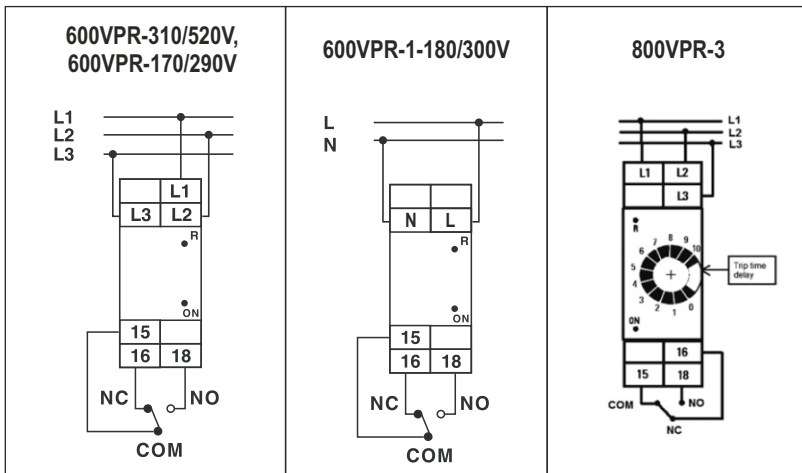 600VPR-310/520V,
600VPR-170/290V
L1
L2
L3
L1
L3 L2
R
ON
15
16 18
NC NO
COM
600VPR-1-180/300V
L
N
N L
R
ON
15
16 18
NC NO
COM
800VPR-3
L1
L2
L3
L1 L2
L3
R
0 1 2 3 4 5 6 7 8 9 10
Trip time
delay
ON
16
15 18
COM NO
NC